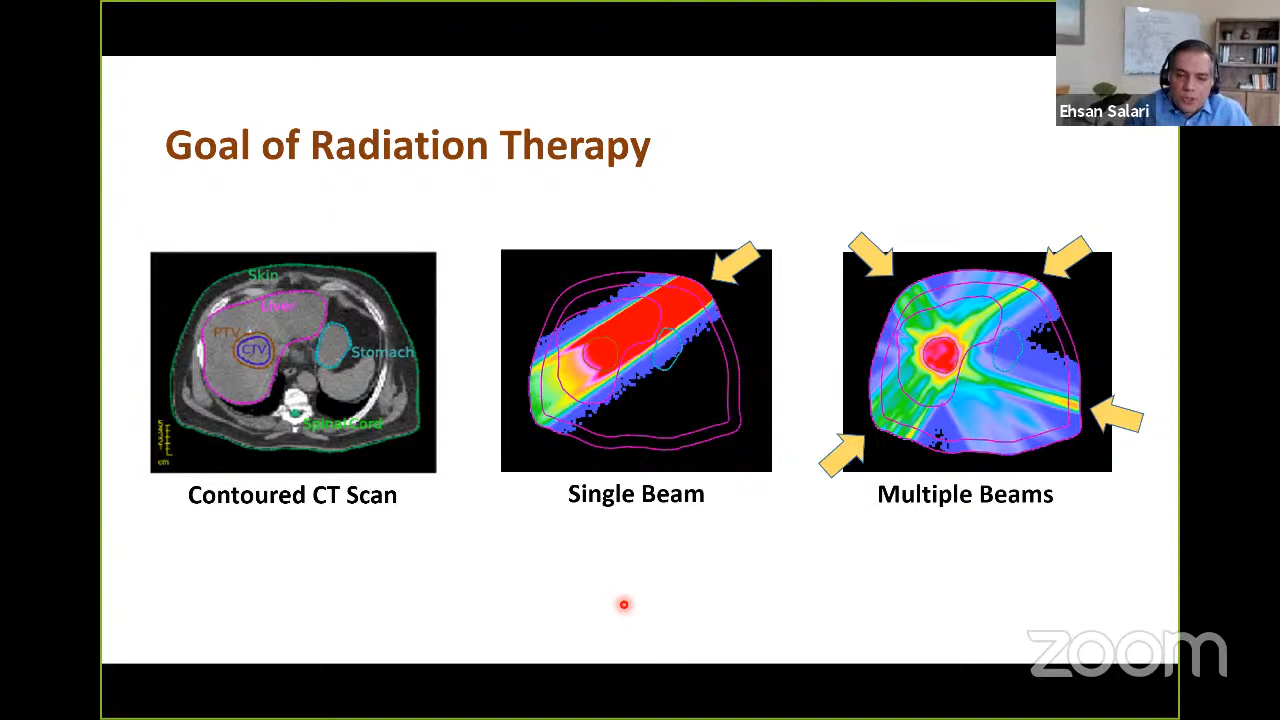 Ehsan Salari
Goal of Radiation Therapy
Skin
Liver
PTV
CTV
Stomach
Spinal Cord
cm
Contoured CT Scan
Single Beam
Multiple Beams
zoom